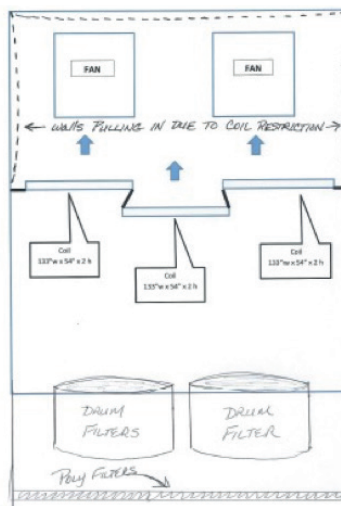 FAN
FAN
← WALLS PULLING IN DUE TO COIL RESTRICTION →
Coil
133"w x 54" x 2 h
Coil
133"w x 54" x 2 h
Coil
133"w x 54" x 2 h
DRUM
FILTERS
DRUM
FILTER
POLY FILTERS